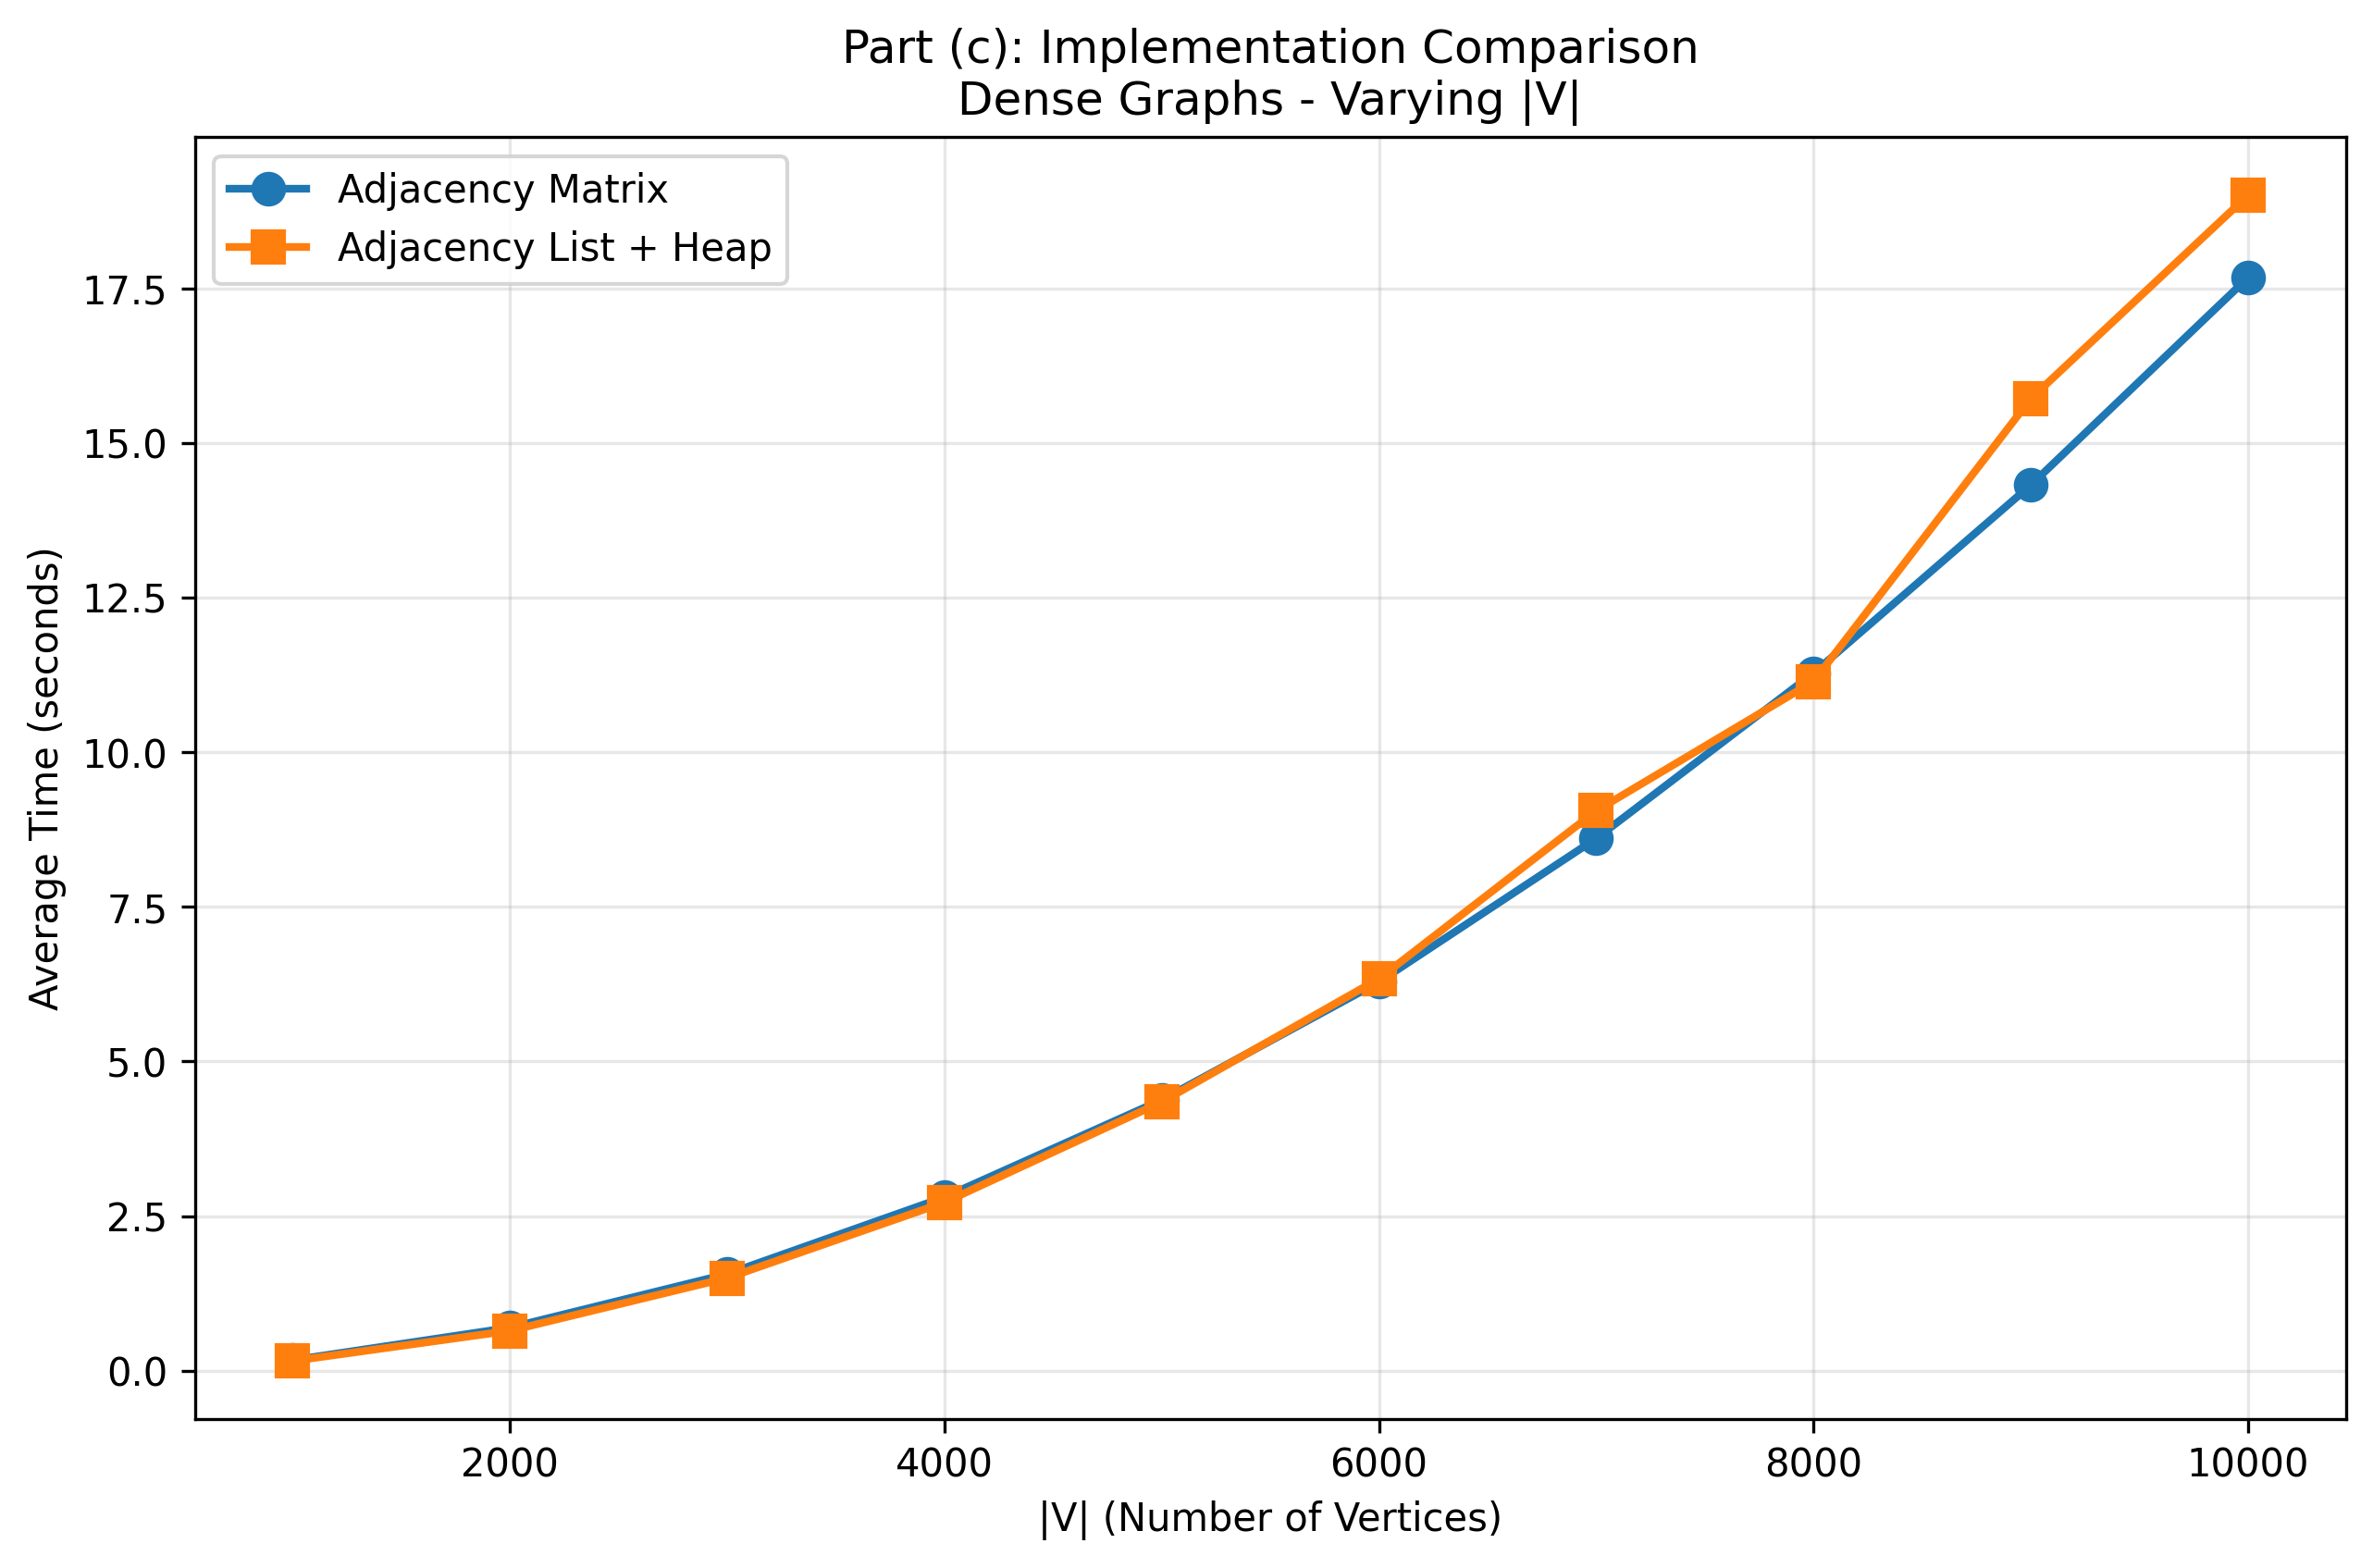 Part (c): Implementation Comparison
Dense Graphs - Varying |V|
Adjacency Matrix
Adjacency List + Heap
Average Time (seconds)
17.5
15.0
12.5
10.0
7.5
5.0
2.5
0.0
2000
4000
6000
8000
10000
|V| (Number of Vertices)